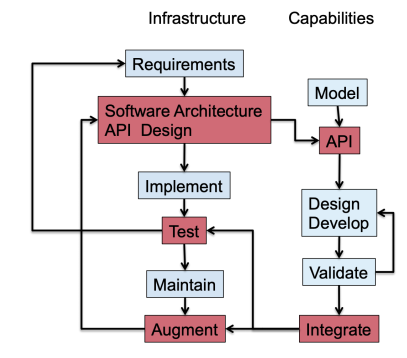 Infrastructure
Capabilities
Requirements
Software Architecture
API Design
Implement
Test
Maintain
Augment
Model
API
Design
Develop
Validate
Integrate